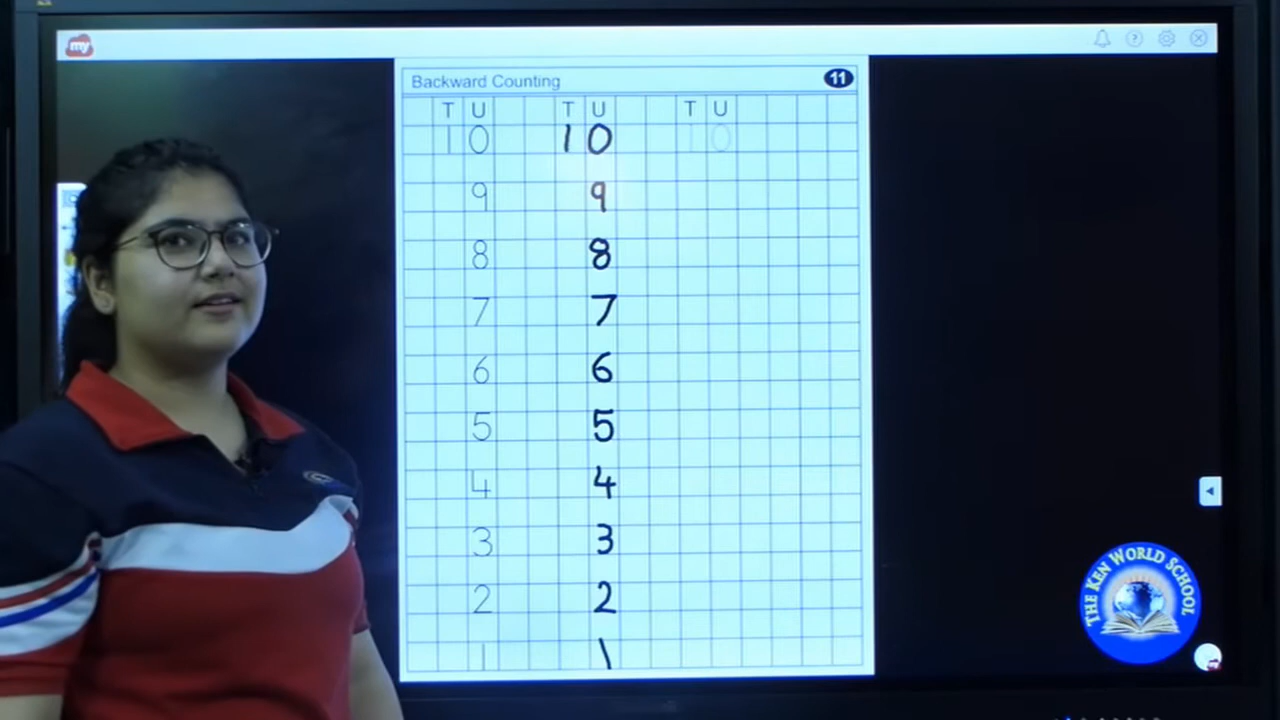 my
Backward Counting 11
T U T U T U
10 10 10
9 9
8 8
7 7
6 6
5 5
4 4
3 3
2 2
1 1
THE KEN WORLD SCHOOL